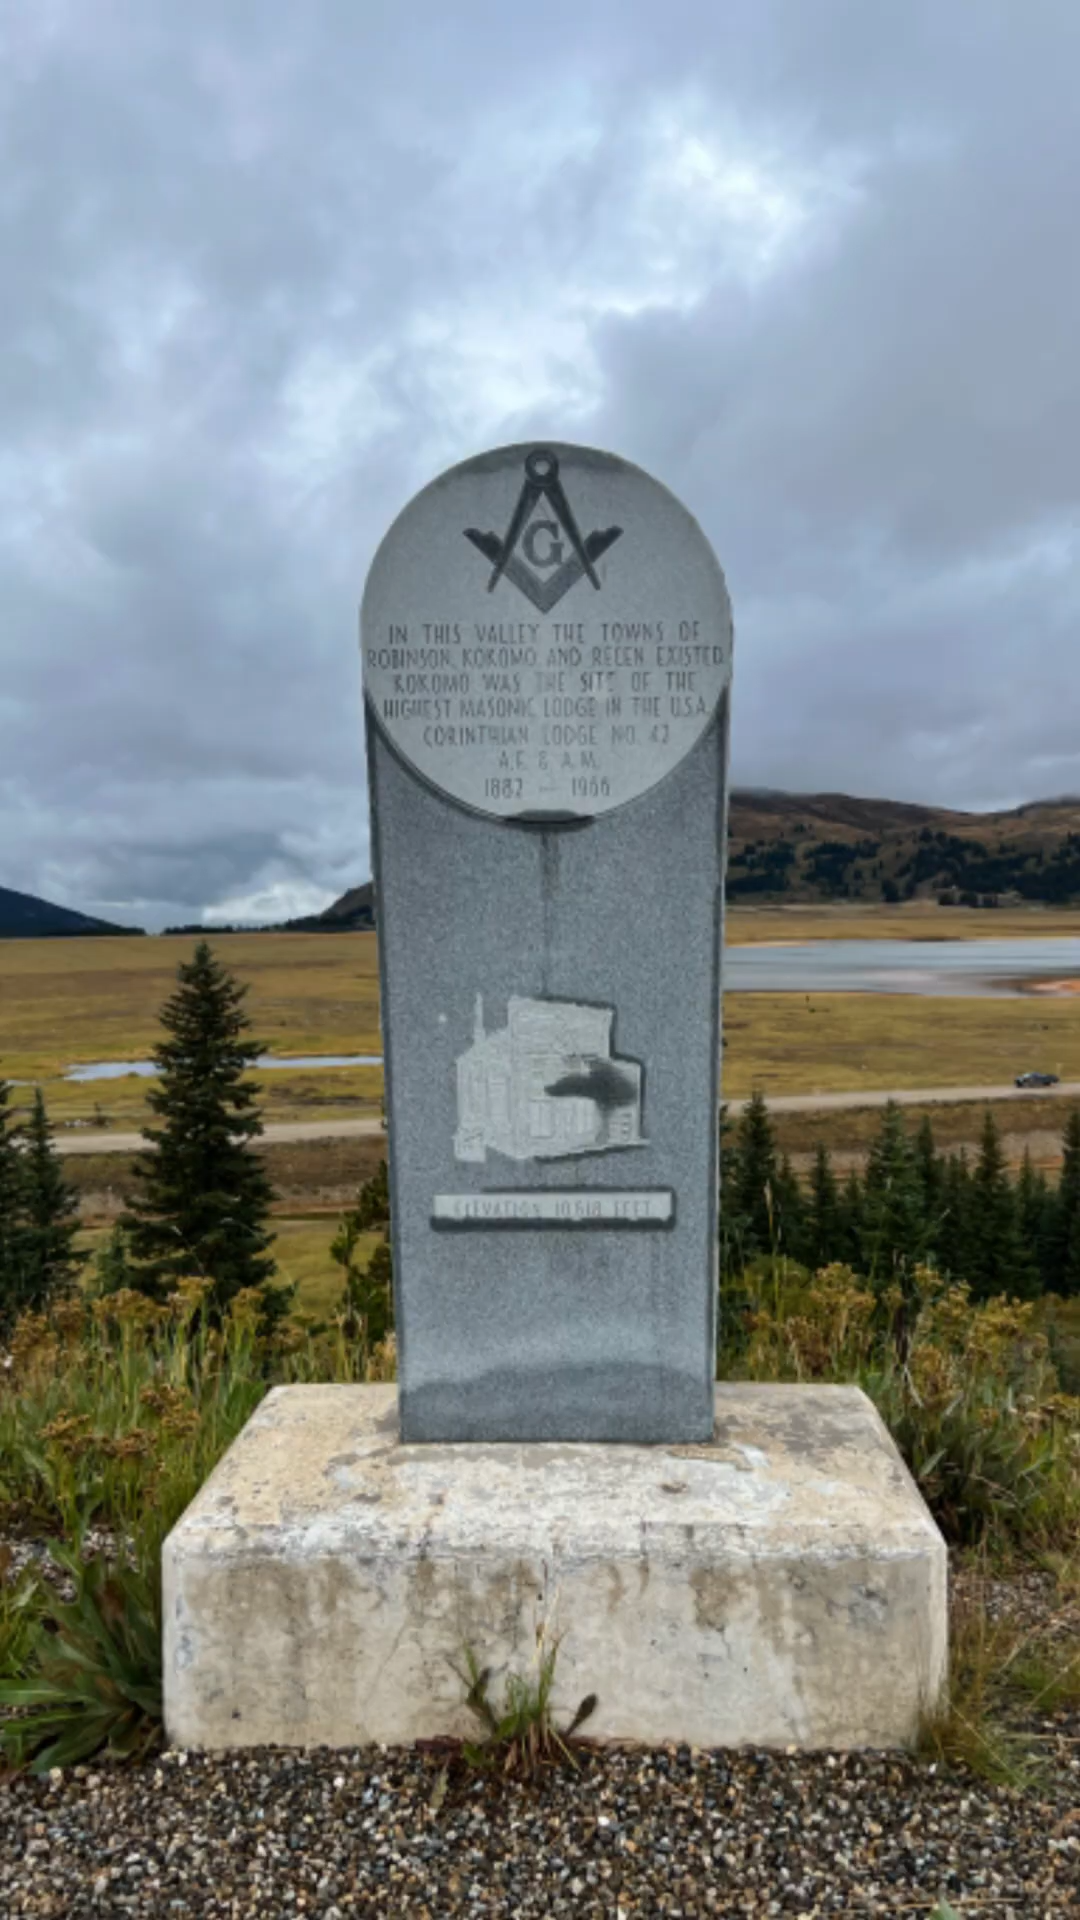 G
IN THIS VALLEY THE TOWNS OF
ROBINSON, KOKOMO AND RECEN EXISTED
KOKOMO WAS THE SITE OF THE
HIGHEST MASONIC LODGE IN THE U.S.A.
CORINTHIAN LODGE NO. 42
A.F. & A.M.
1882 — 1966
ELEVATION 10,618 FEET